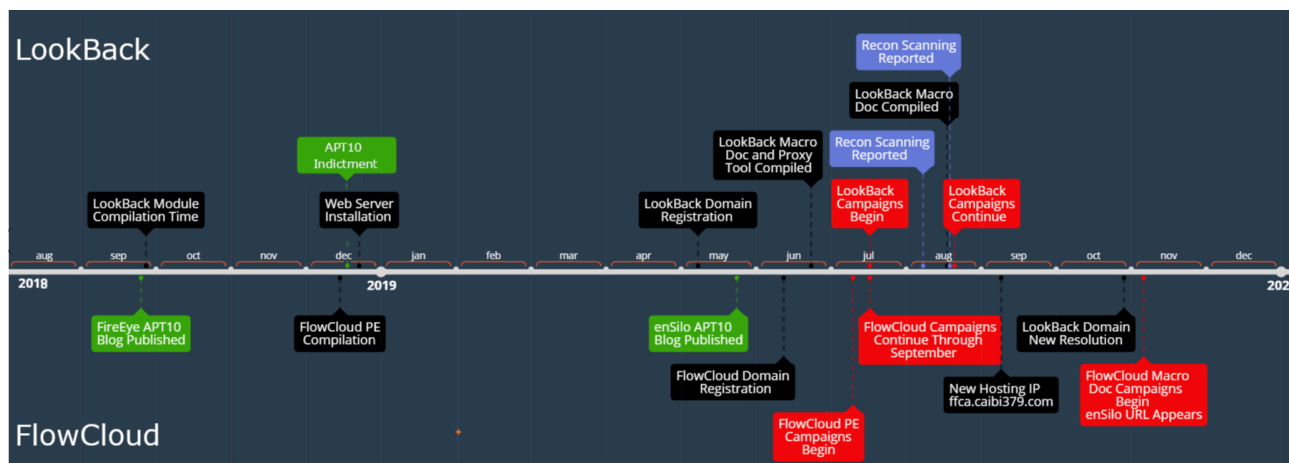 LookBack
Recon Scanning
Reported
LookBack Macro
Doc Compiled
APT10
Indictment
LookBack Macro
Doc and Proxy
Tool Compiled
Recon Scanning
Reported
LookBack Module
Compilation Time
Web Server
Installation
LookBack Domain
Registration
LookBack
Campaigns
Begin
LookBack
Campaigns
Continue
aug
sep
oct
nov
dec
jan
feb
mar
apr
may
jun
jul
aug
sep
oct
nov
dec
2018
2019
202
FireEye APT10
Blog Published
FlowCloud PE
Compilation
enSilo APT10
Blog Published
FlowCloud Campaigns
Continue Through
September
LookBack Domain
New Resolution
FlowCloud Domain
Registration
New Hosting IP
ffca.caibi379.com
FlowCloud Macro
Doc Campaigns
Begin
enSilo URL Appears
FlowCloud PE
Campaigns
Begin
FlowCloud